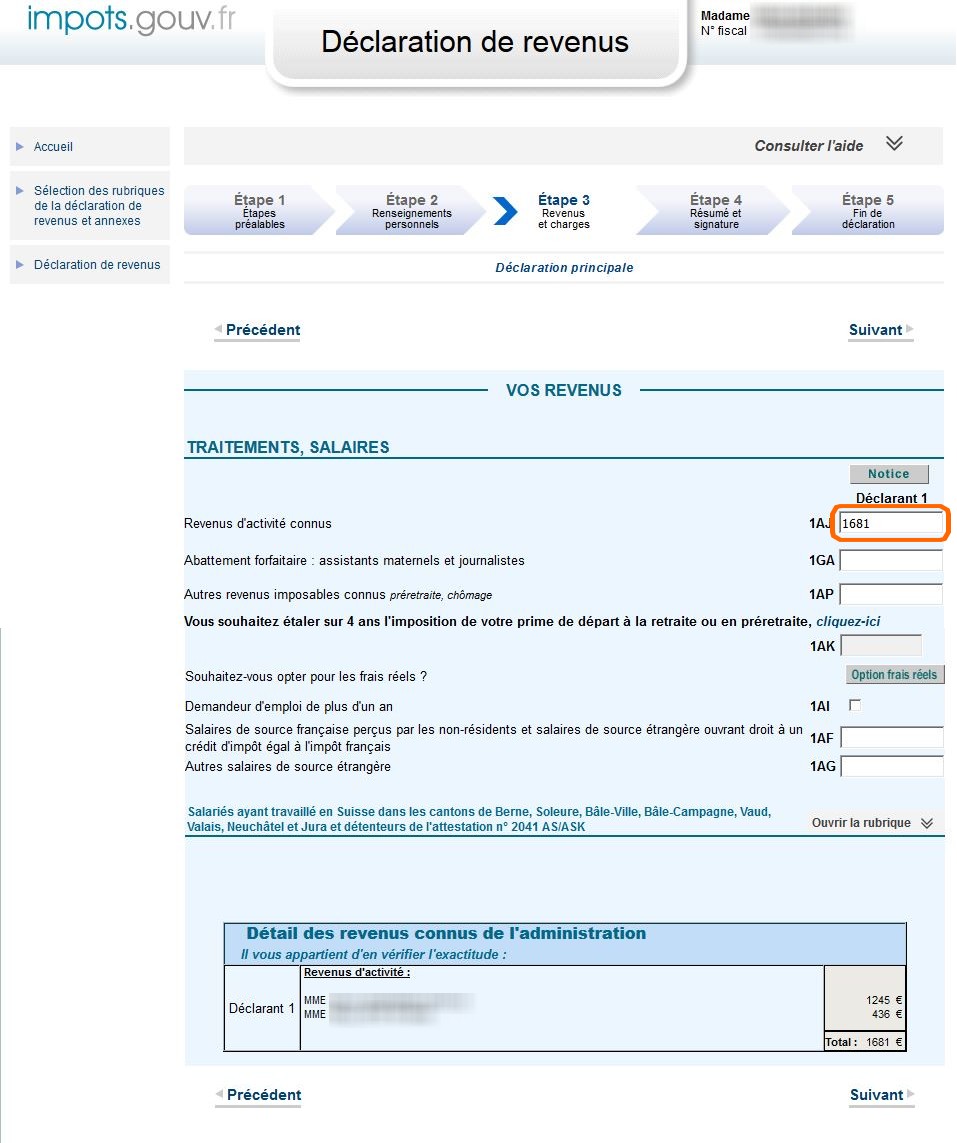 impots.gouv.fr
Déclaration de revenus
Madame
N° fiscal
Accueil
Sélection des rubriques
de la déclaration de
revenus et annexes
Déclaration de revenus
Consulter l'aide
Étape 1
Étapes
préalables
Étape 2
Renseignements
personnels
Étape 3
Revenus
et charges
Étape 4
Résumé et
signature
Étape 5
Fin de
déclaration
Déclaration principale
Précédent
Suivant
VOS REVENUS
TRAITEMENTS, SALAIRES
Notice
Déclarant 1
Revenus d'activité connus 1AJ 1681
Abattement forfaitaire : assistants maternels et journalistes 1GA
Autres revenus imposables connus préretraite, chômage 1AP
Vous souhaitez étaler sur 4 ans l'imposition de votre prime de départ à la retraite ou en préretraite, cliquez-ici
1AK
Souhaitez-vous opter pour les frais réels ? Option frais réels
Demandeur d'emploi de plus d'un an 1AI
Salaires de source française perçus par les non-résidents et salaires de source étrangère ouvrant droit à un
crédit d'impôt égal à l'impôt français 1AF
Autres salaires de source étrangère 1AG
Salariés ayant travaillé en Suisse dans les cantons de Berne, Soleure, Bâle-Ville, Bâle-Campagne, Vaud,
Valais, Neuchâtel et Jura et détenteurs de l'attestation n° 2041 AS/ASK
Ouvrir la rubrique
Détail des revenus connus de l'administration
Il vous appartient d'en vérifier l'exactitude :
Déclarant 1
Revenus d'activité :
MME 1245 €
MME 436 €
Total : 1681 €
Précédent
Suivant